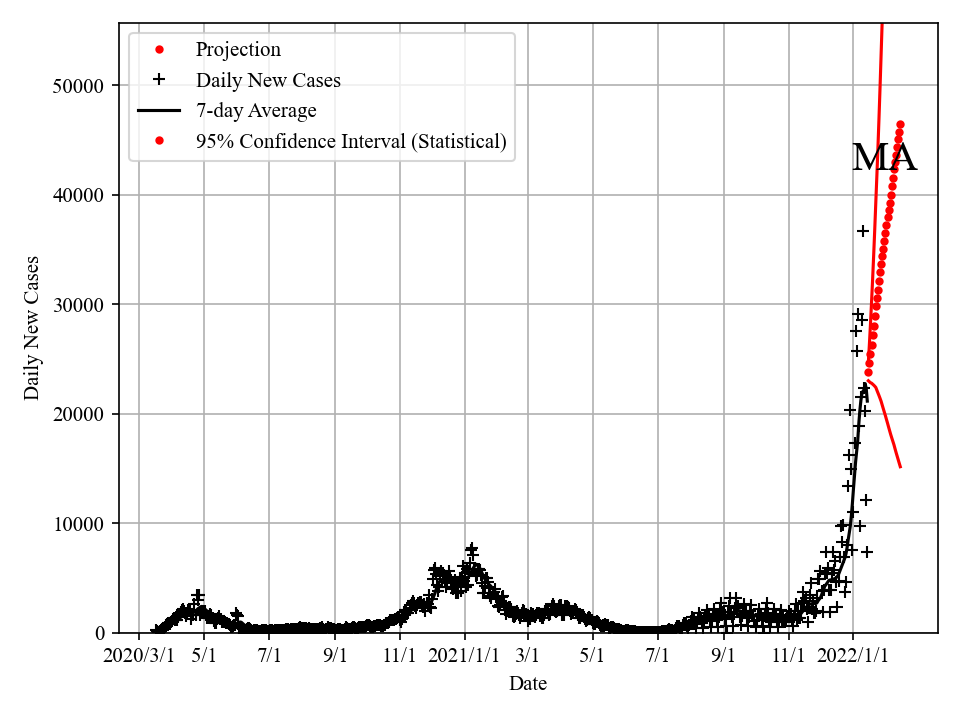 Projection
Daily New Cases
7-day Average
95% Confidence Interval (Statistical)
MA
Daily New Cases
50000
40000
30000
20000
10000
0
2020/3/1 5/1 7/1 9/1 11/1 2021/1/1 3/1 5/1 7/1 9/1 11/1 2022/1/1
Date